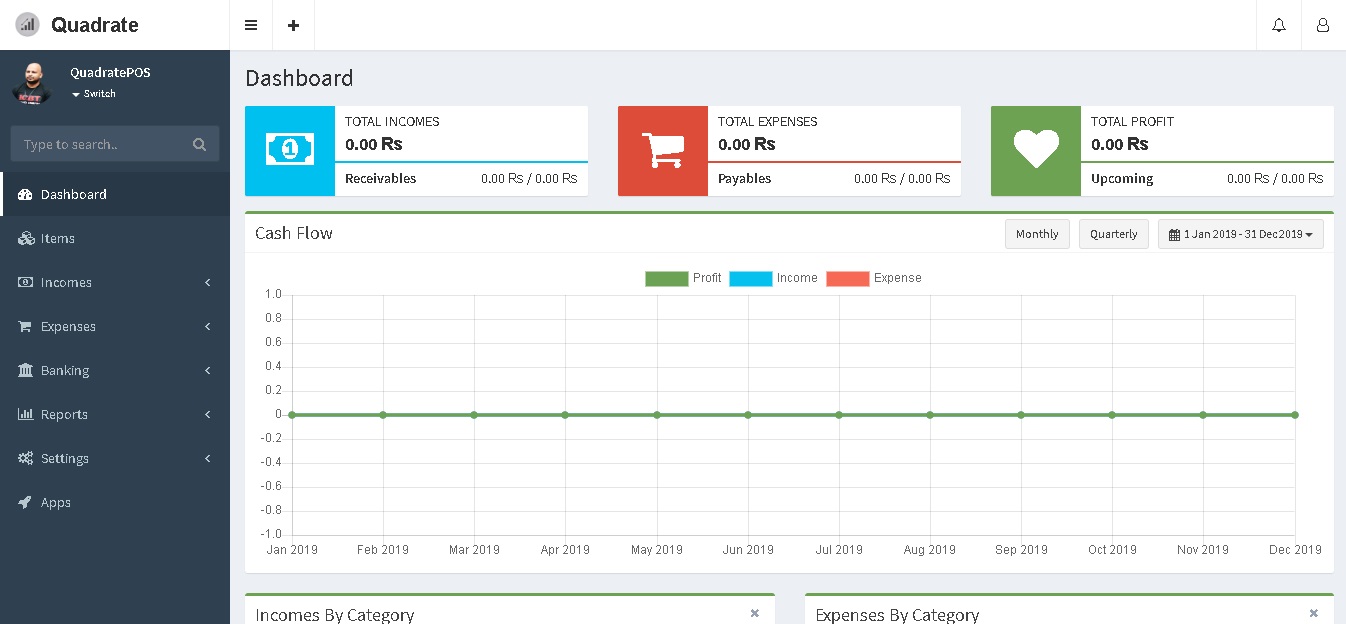 Quadrate
QuadratePOS
Switch
Type to search..
Dashboard
Items
Incomes
Expenses
Banking
Reports
Settings
Apps
Dashboard
TOTAL INCOMES
0.00 Rs
Receivables 0.00 Rs / 0.00 Rs
TOTAL EXPENSES
0.00 Rs
Payables 0.00 Rs / 0.00 Rs
TOTAL PROFIT
0.00 Rs
Upcoming 0.00 Rs / 0.00 Rs
Cash Flow
Monthly
Quarterly
1 Jan 2019 - 31 Dec 2019
Profit Income Expense
1.0
0.8
0.6
0.4
0.2
0
-0.2
-0.4
-0.6
-0.8
-1.0
Jan 2019 Feb 2019 Mar 2019 Apr 2019 May 2019 Jun 2019 Jul 2019 Aug 2019 Sep 2019 Oct 2019 Nov 2019 Dec 2019
Incomes By Category
Expenses By Category